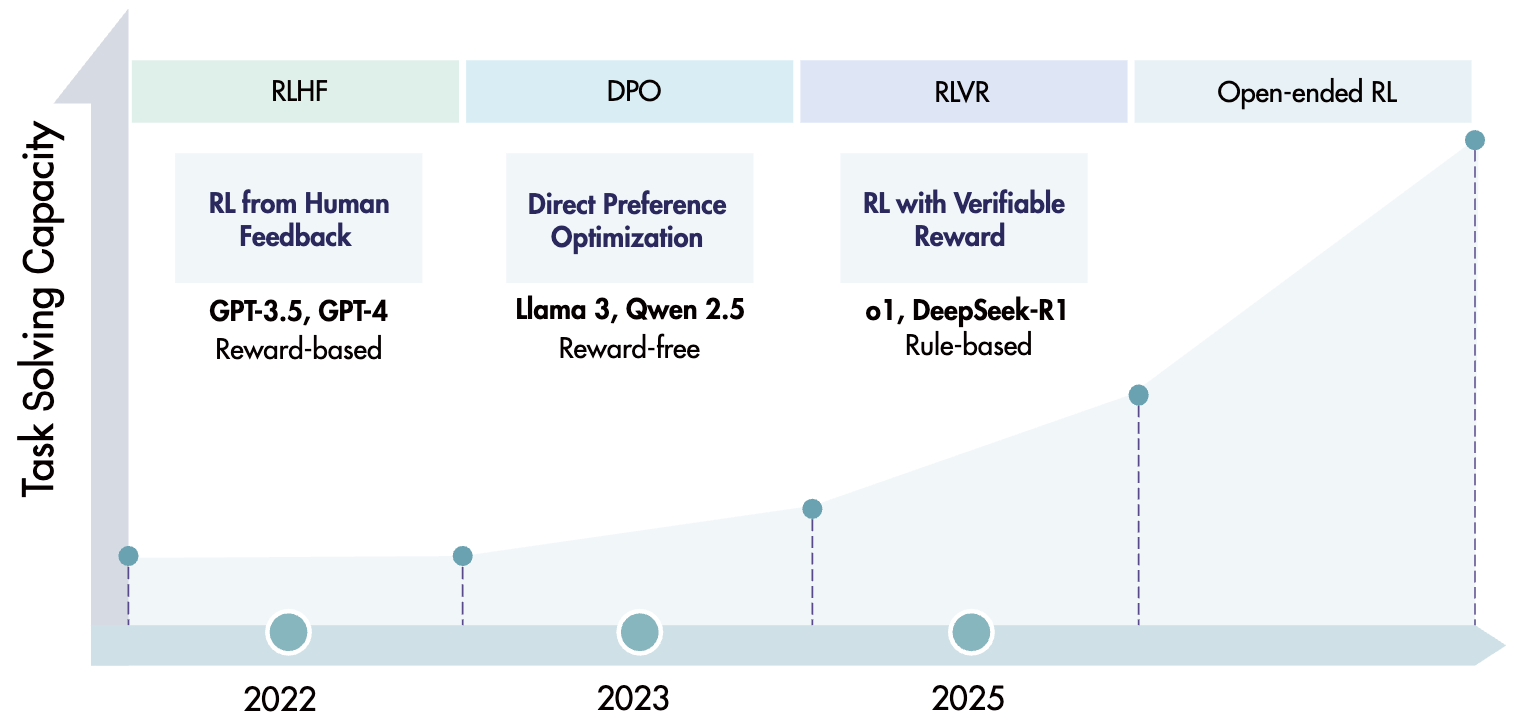 Task Solving Capacity
RLHF
DPO
RLVR
Open-ended RL
RL from Human
Feedback
GPT-3.5, GPT-4
Reward-based
Direct Preference
Optimization
Llama 3, Qwen 2.5
Reward-free
RL with Verifiable
Reward
o1, DeepSeek-R1
Rule-based
2022
2023
2025